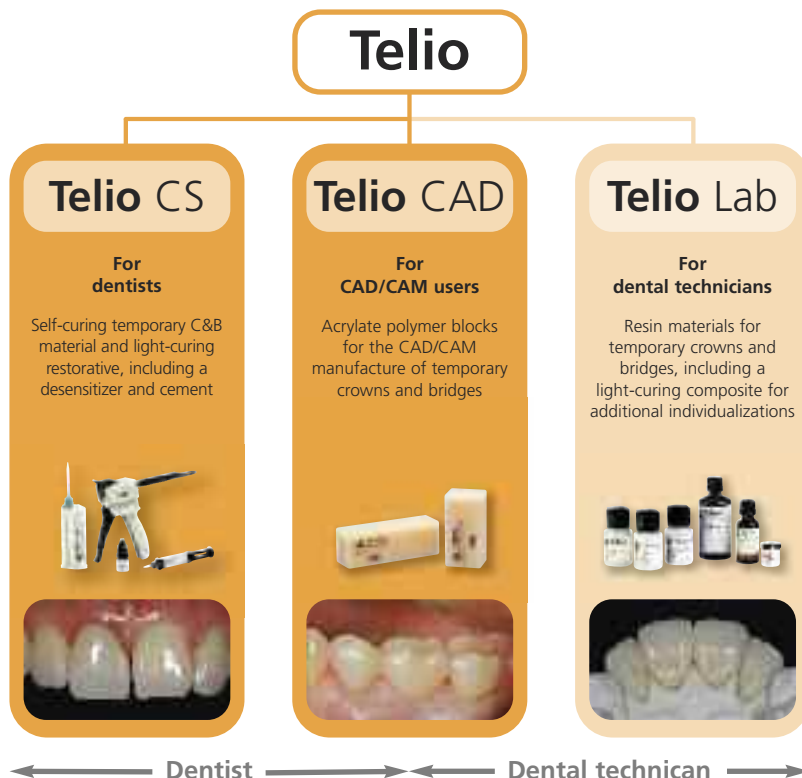 Telio
Telio CS
For
dentists
Self-curing temporary C&B
material and light-curing
restorative, including a
desensitizer and cement
Telio CAD
For
CAD/CAM users
Acrylate polymer blocks
for the CAD/CAM
manufacture of temporary
crowns and bridges
Telio Lab
For
dental technicians
Resin materials for
temporary crowns and
bridges, including a
light-curing composite for
additional individualizations
Dentist
Dental technican